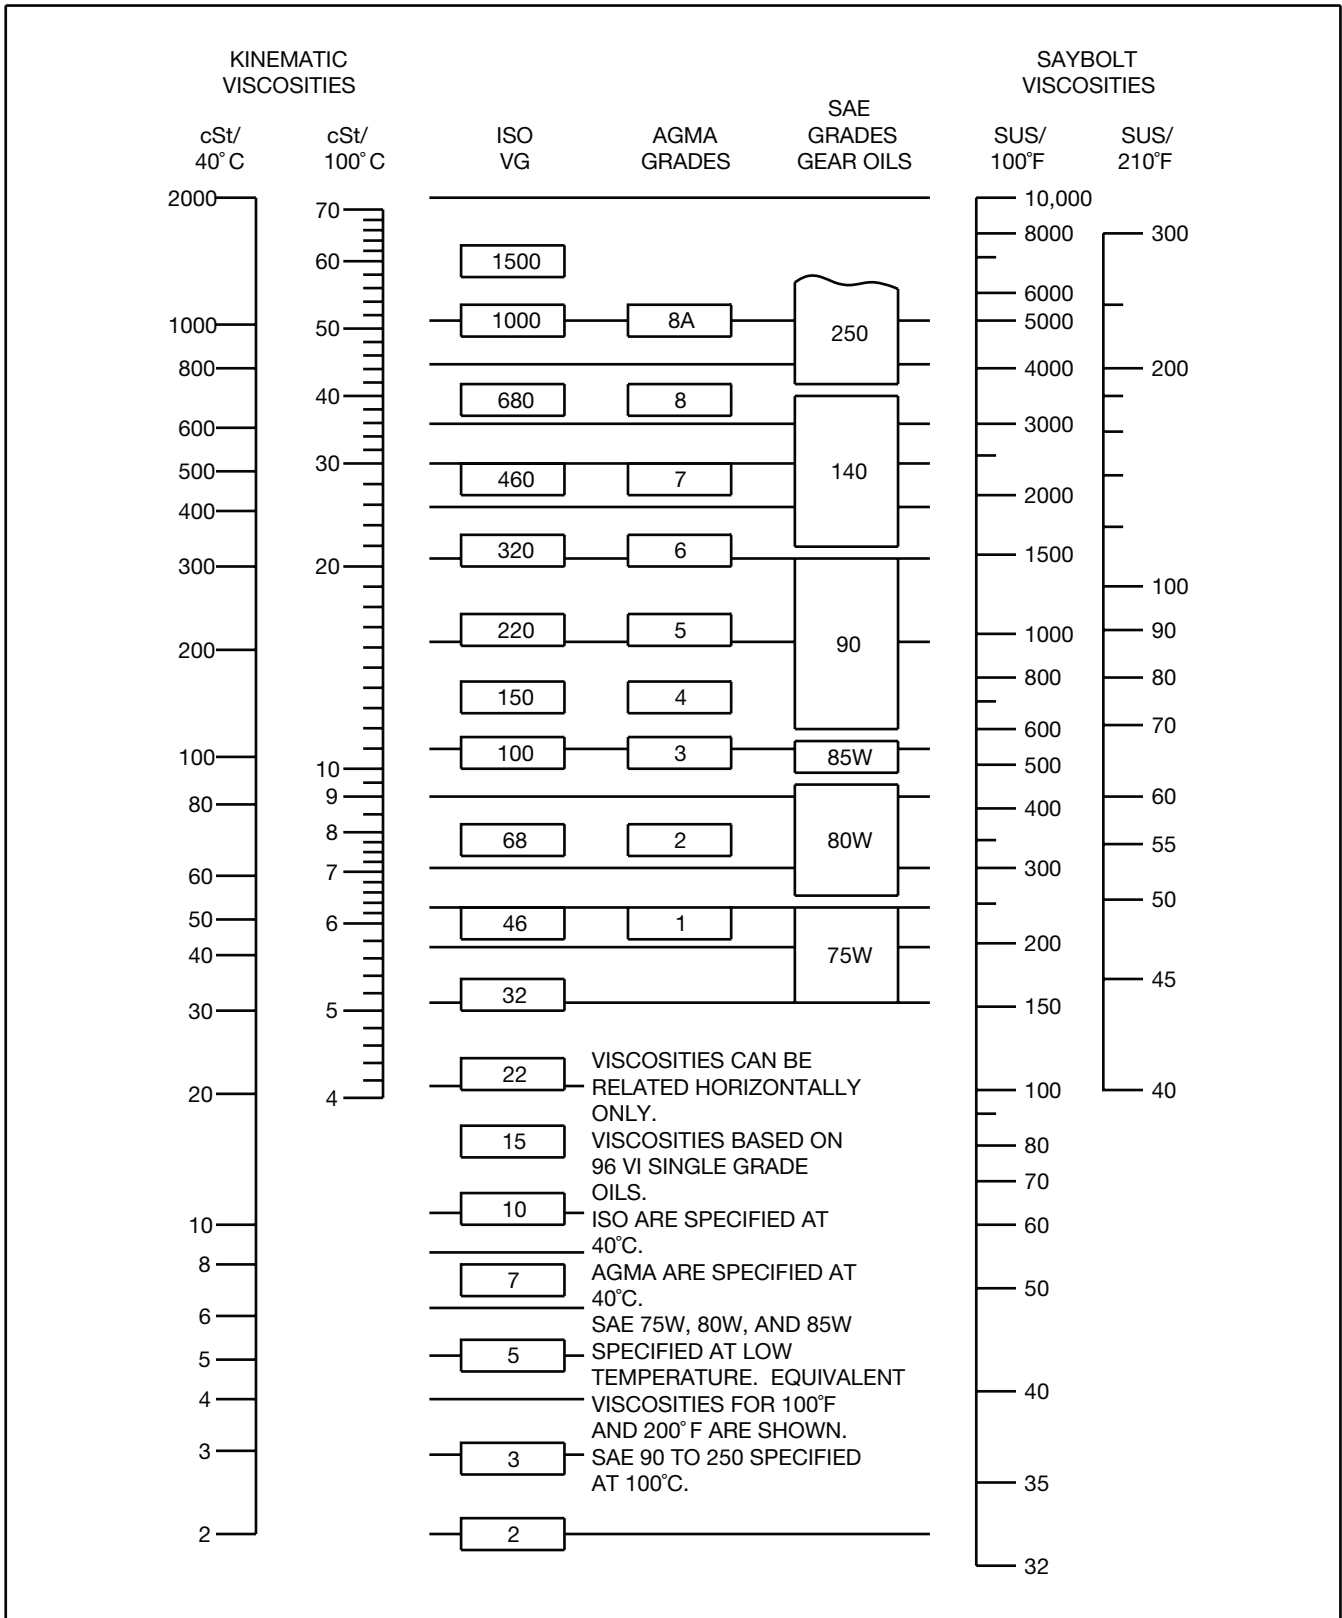 KINEMATIC
VISCOSITIES
SAYBOLT
VISCOSITIES
cSt/
40°C
cSt/
100°C
ISO
VG
AGMA
GRADES
SAE
GRADES
GEAR OILS
SUS/
100°F
SUS/
210°F
2000
1000
800
600
500
400
300
200
100
80
60
50
40
30
20
10
8
6
5
4
3
2
70
60
50
40
30
20
10
9
8
7
6
5
4
1500
1000
680
460
320
220
150
100
68
46
32
22
15
10
7
5
3
2
8A
8
7
6
5
4
3
2
1
250
140
90
85W
80W
75W
VISCOSITIES CAN BE
RELATED HORIZONTALLY
ONLY.
VISCOSITIES BASED ON
96 VI SINGLE GRADE
OILS.
ISO ARE SPECIFIED AT
40°C.
AGMA ARE SPECIFIED AT
40°C.
SAE 75W, 80W, AND 85W
SPECIFIED AT LOW
TEMPERATURE. EQUIVALENT
VISCOSITIES FOR 100°F
AND 200°F ARE SHOWN.
SAE 90 TO 250 SPECIFIED
AT 100°C.
10,000
8000
6000
5000
4000
3000
2000
1500
1000
800
600
500
400
300
200
150
100
80
70
60
50
40
35
32
300
200
100
90
80
70
60
55
50
45
40